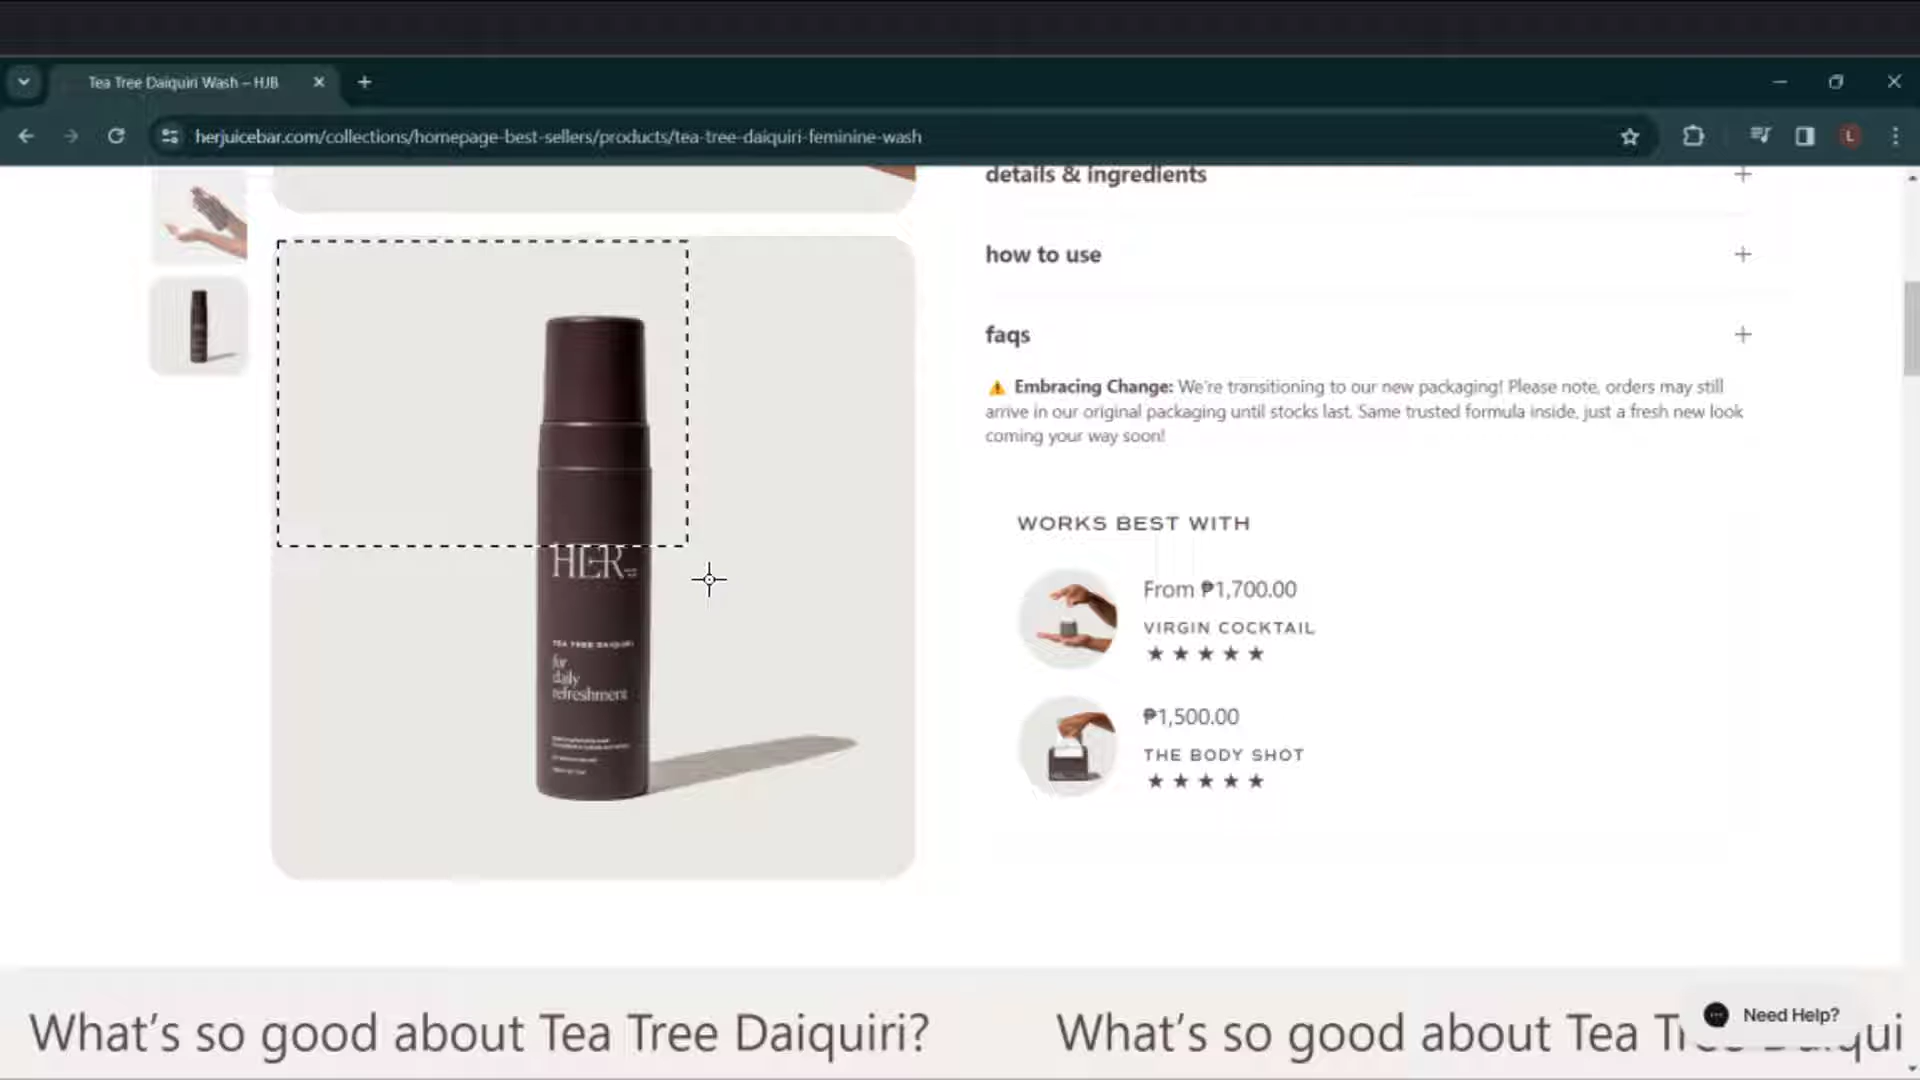 Tea Tree Daiquiri Wash – HJB
herjuicebar.com/collections/homepage-best-sellers/products/tea-tree-daiquiri-feminine-wash
L
details & ingredients
how to use
faqs
⚠ Embracing Change: We're transitioning to our new packaging! Please note, orders may still
arrive in our original packaging until stocks last. Same trusted formula inside, just a fresh new look
coming your way soon!
HER
TEA TREE DAIQUIRI
for
daily
refreshment
WORKS BEST WITH
From ₱1,700.00
VIRGIN COCKTAIL
★ ★ ★ ★ ★
₱1,500.00
THE BODY SHOT
★ ★ ★ ★ ★
What's so good about Tea Tree Daiquiri?
What's so good about Tea Tree Daiqui
Need Help?